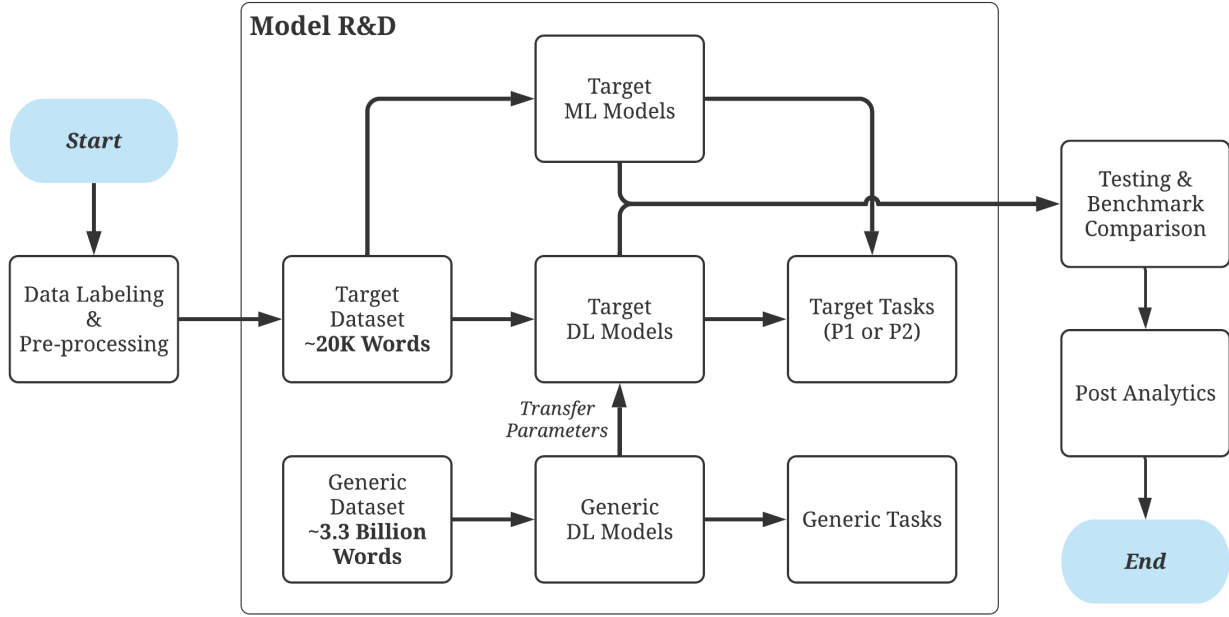 Model R&D
Start
Data Labeling
&
Pre-processing
Target
Dataset
~20K Words
Target
ML Models
Target
DL Models
Target Tasks
(P1 or P2)
Transfer
Parameters
Generic
Dataset
~3.3 Billion
Words
Generic
DL Models
Generic Tasks
Testing &
Benchmark
Comparison
Post Analytics
End